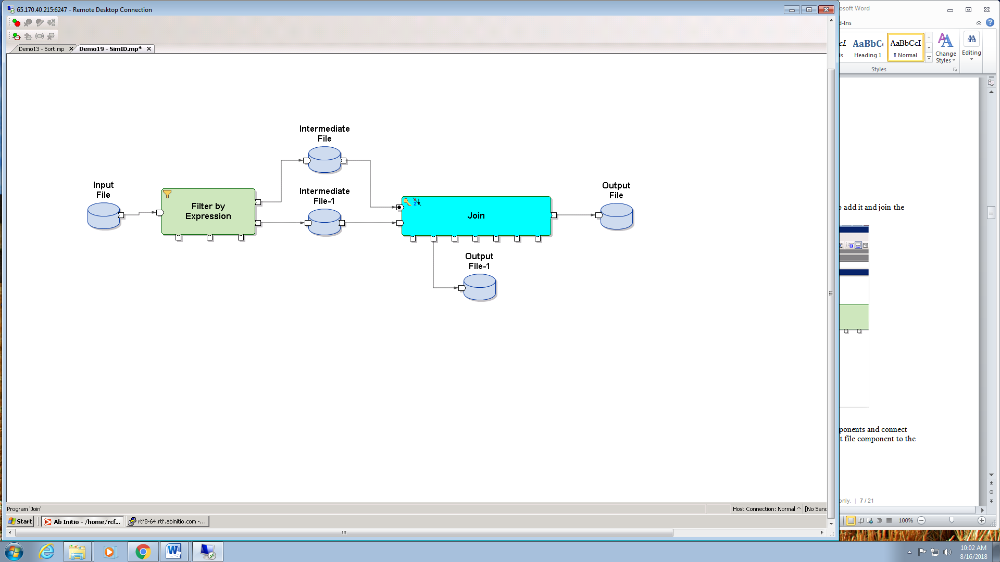 65.170.40.215:6247 - Remote Desktop Connection
Demo13 - Sort.mp
Demo19 - SimID.mp*
Intermediate
File
Input
File
Filter by
Expression
Intermediate
File-1
Join
Output
File
Output
File-1
Program 'Join'
Host Connection: Normal ^
[No Sanc
Start
Ab Initio - /home/rcf...
rtf8-64.rtf.abinitio.com -...
osoft Word
d-Ins
AaBbC
AaBbCcI
Heading 1
¶ Normal
Change
Styles
Editing
Styles
add it and join the
ponents and connect
t file component to the
only.
7 / 21
100%
10:02 AM
8/16/2018